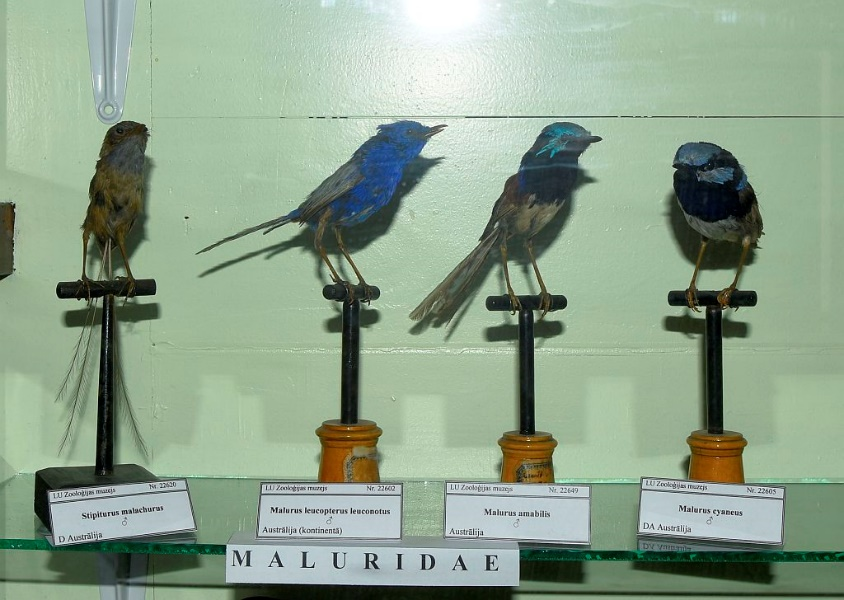 LU Zooloģijas muzejs Nr. 22620
Stipiturus malachurus
♂
D Austrālija
LU Zooloģijas muzejs Nr. 22602
Malurus leucopterus leuconotus
♂
Austrālija (kontinentā)
LU Zooloģijas muzejs Nr. 22649
Malurus amabilis
♂
Austrālija
LU Zooloģijas muzejs Nr. 22605
Malurus cyaneus
♂
DA Austrālija
MALURIDAE